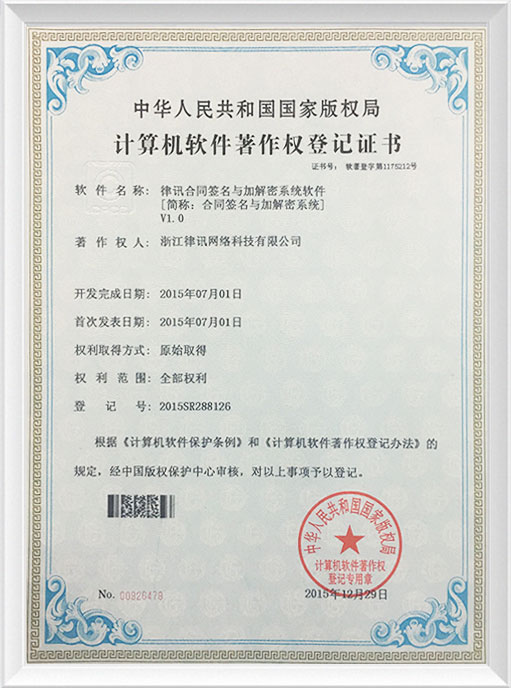 中华人民共和国国家版权局
计算机软件著作权登记证书
证书号： 软著登字第1175212号
软件名称： 律讯合同签名与加解密系统软件
[简称：合同签名与加解密系统]
V1.0
著作权人： 浙江律讯网络科技有限公司
开发完成日期： 2015年07月01日
首次发表日期： 2015年07月01日
权利取得方式： 原始取得
权利范围： 全部权利
登记号： 2015SR288126
根据《计算机软件保护条例》和《计算机软件著作权登记办法》的
规定，经中国版权保护中心审核，对以上事项予以登记。
中华人民共和国国家版权局
计算机软件著作权
登记专用章
No. 00926479
2015年12月29日